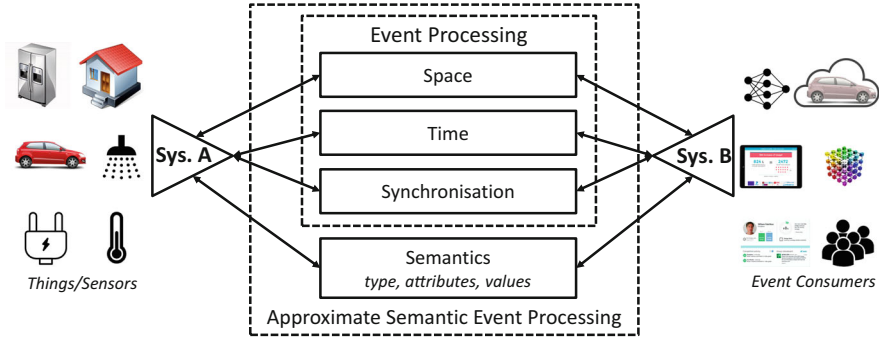 Event Processing
Space
Time
Synchronisation
Semantics
type, attributes, values
Approximate Semantic Event Processing
Sys. A
Sys. B
Things/Sensors
Event Consumers